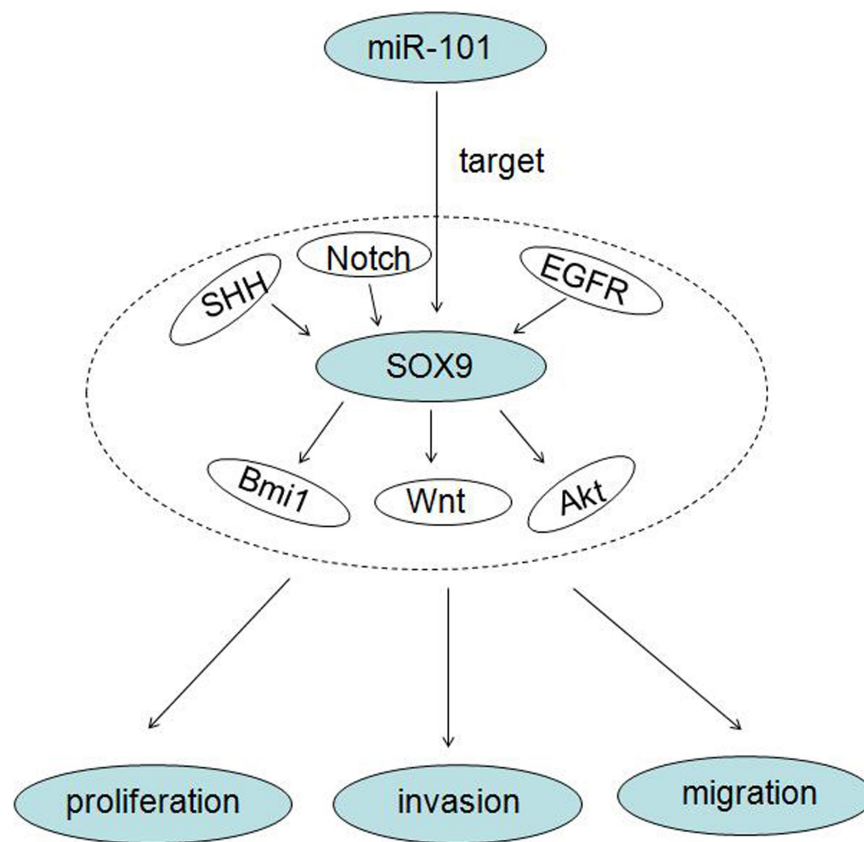 miR-101
target
SHH
Notch
EGFR
SOX9
Bmi1
Wnt
Akt
proliferation
invasion
migration